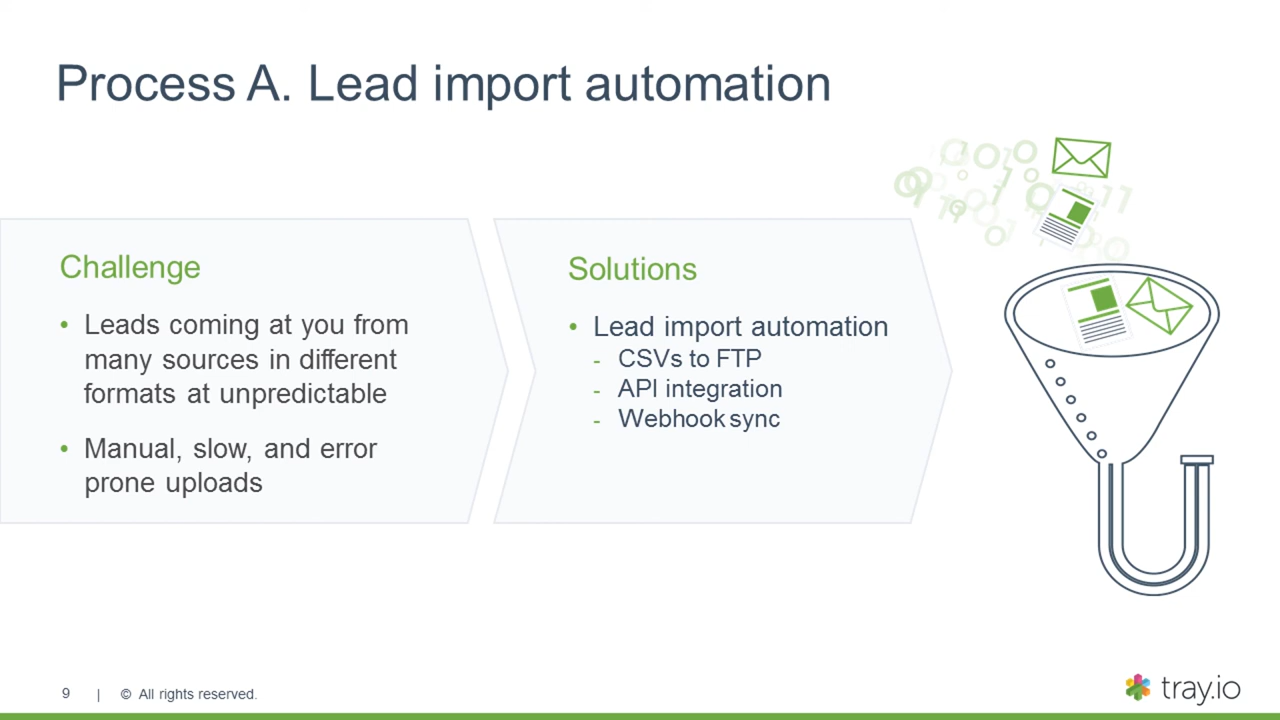 Process A. Lead import automation
Challenge
• Leads coming at you from
many sources in different
formats at unpredictable
• Manual, slow, and error
prone uploads
Solutions
• Lead import automation
- CSVs to FTP
- API integration
- Webhook sync
9 | © All rights reserved.
tray.io